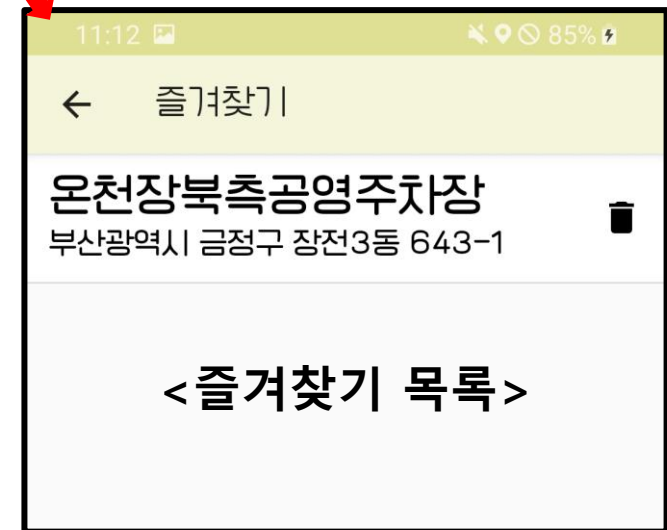 11:12 85%
즐겨찾기
온천장북측공영주차장
부산광역시 금정구 장전3동 643-1
<즐겨찾기 목록>